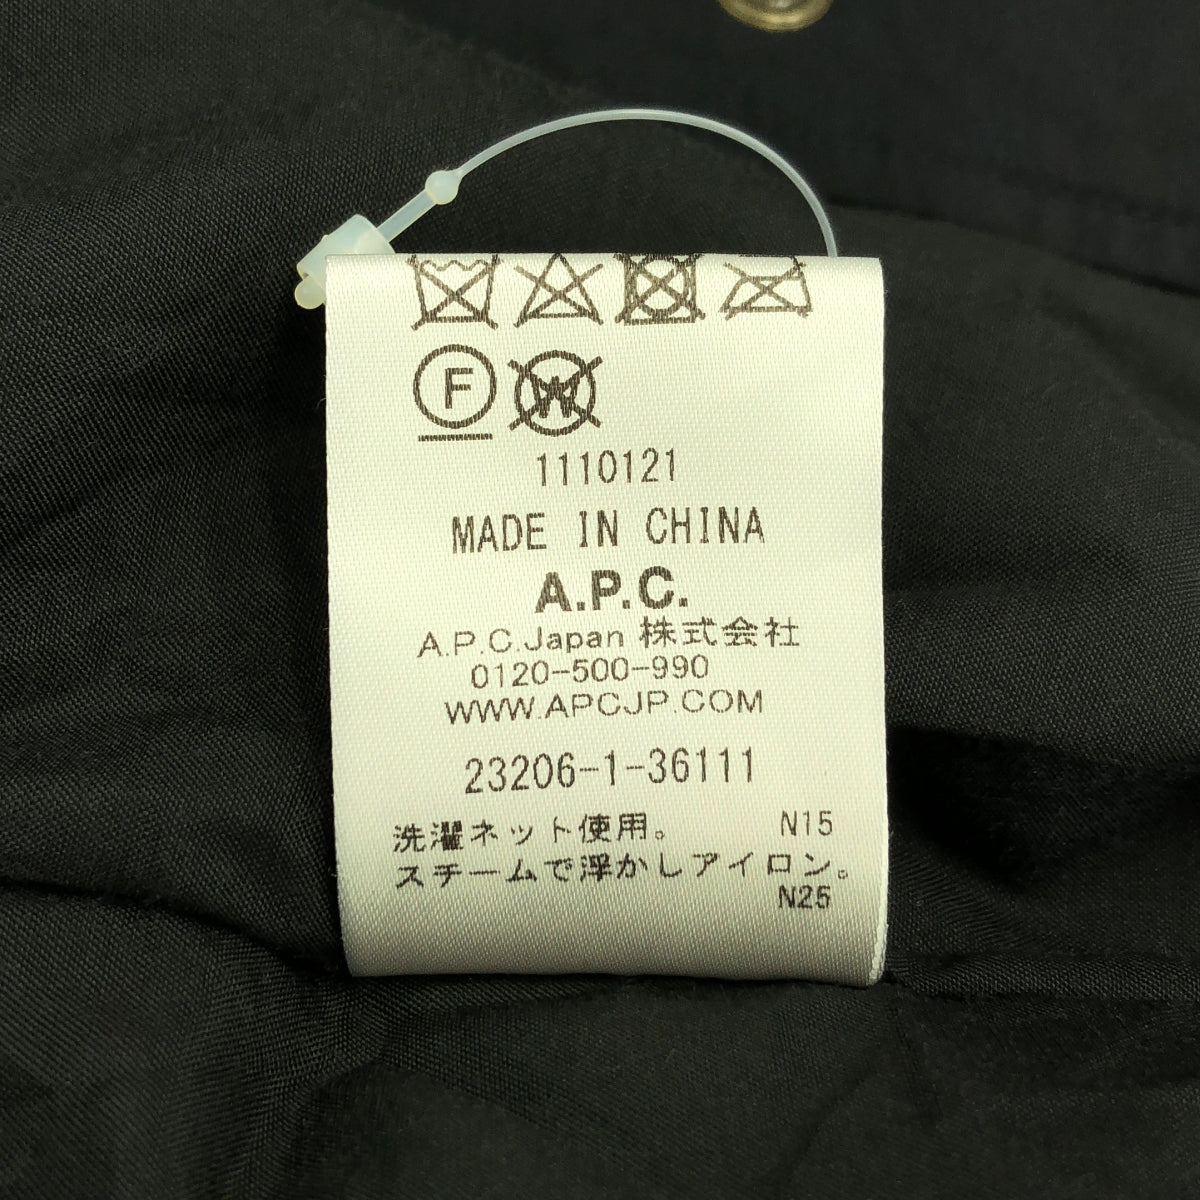 F W
1110121
MADE IN CHINA
A.P.C.
A.P.C.Japan 株式会社
0120-500-990
WWW.APCJP.COM
23206-1-36111
洗濯ネット使用。 N15
スチームで浮かしアイロン。
N25